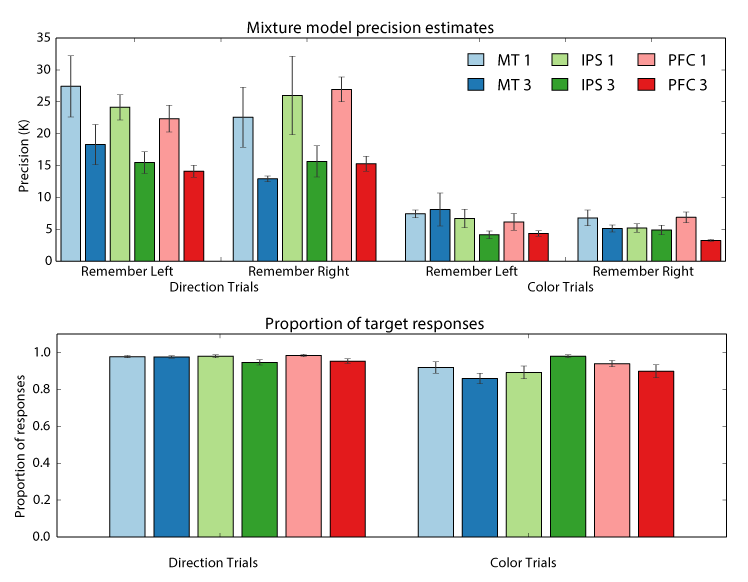 Mixture model precision estimates
35
30
25
20
15
10
5
0
Precision (K)
MT 1 IPS 1 PFC 1
MT 3 IPS 3 PFC 3
Remember Left Remember Right Remember Left Remember Right
Direction Trials Color Trials
Proportion of target responses
1.0
0.8
0.6
0.4
0.2
0.0
Proportion of responses
Direction Trials Color Trials